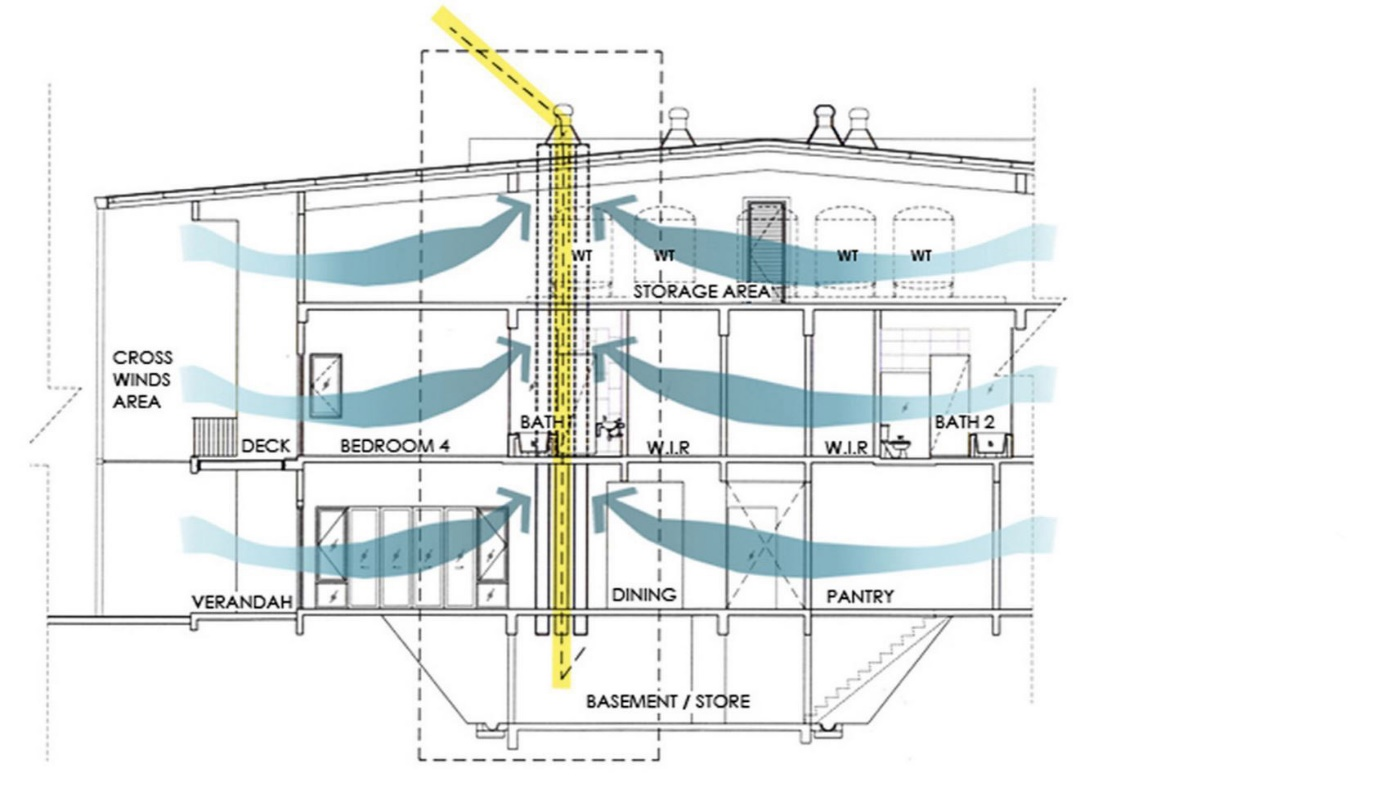 WT
WT
WT
WT
STORAGE AREA
CROSS
WINDS
AREA
DECK
BEDROOM 4
BATH
W.I.R
W.I.R
BATH 2
VERANDAH
DINING
PANTRY
BASEMENT / STORE